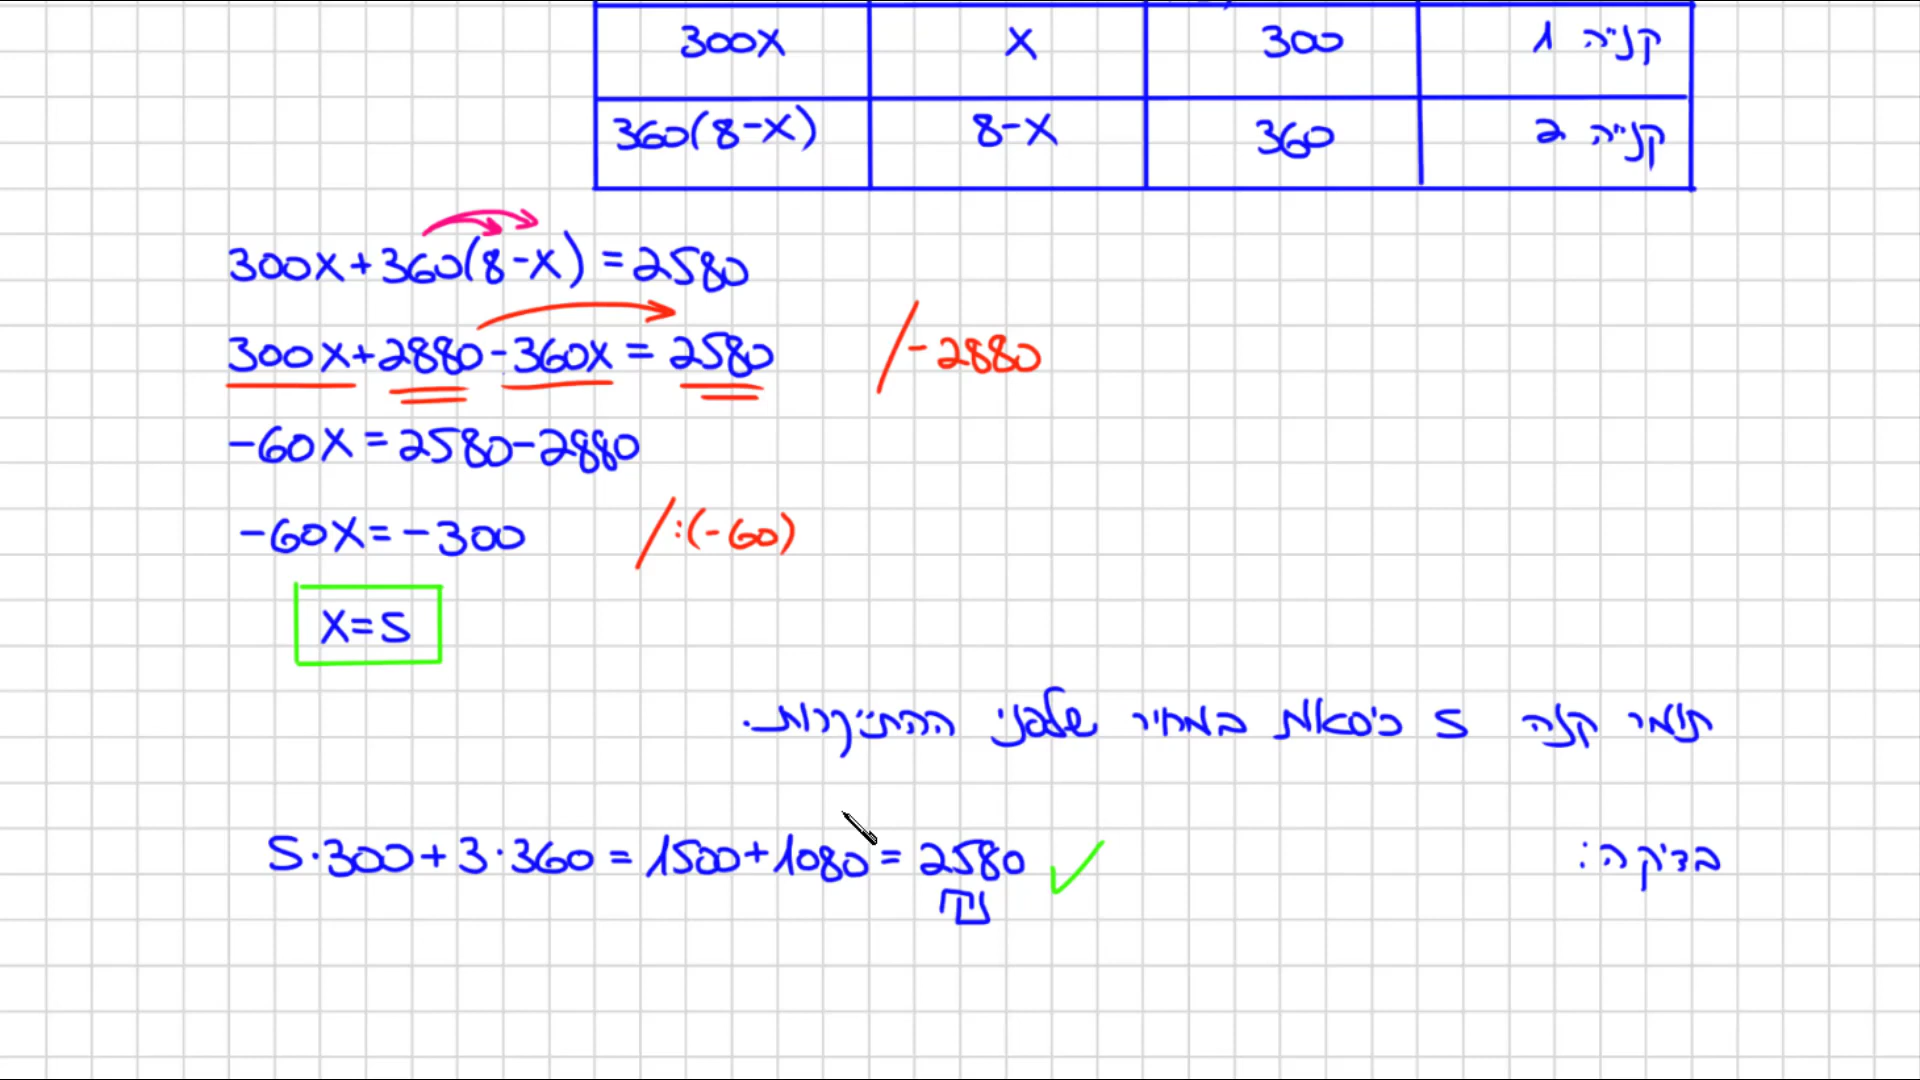 קנייה 1 300 X 300X
קנייה 2 360 8-X 360(8-X)
300X+360(8-X)=2580
300X+2880-360X=2580 /-2880
-60X=2580-2880
-60X=-300 /:(-60)
X=5
תומר קנה 5 כיסאות במחיר שלפני ההתייקרות.
בדיקה: 5·300+3·360=1500+1080=2580 ✓
₪